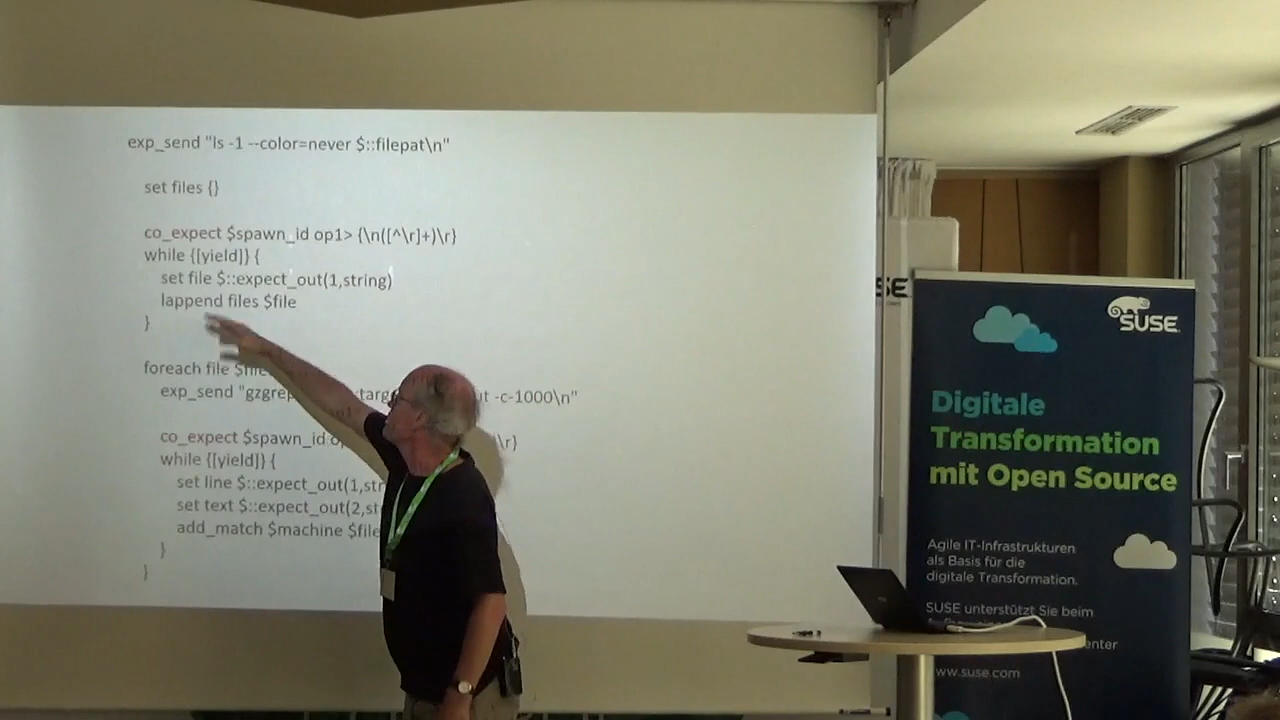 exp_send "ls -1 --color=never $::filepat\n"
set files {}
co_expect $spawn_id op1> {\n([^\r]+)\r}
while {[yield]} {
set file $::expect_out(1,string)
lappend files $file
}
foreach file
exp_send "gzgrep -c-1000\n"
co_expect $spawn_id \r}
while {[yield]} {
set line $::expect_out(1,
set text $::expect_out(2,
add_match $machine $file
}
}
SUSE
Digitale
Transformation
mit Open Source
Agile IT-Infrastrukturen
als Basis für die
digitale Transformation.
SUSE unterstützt Sie beim
www.suse.com